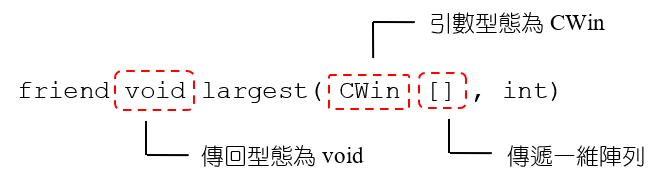 引數型態為 CWin
friend void largest( CWin [] , int)
傳回型態為 void
傳遞一維陣列